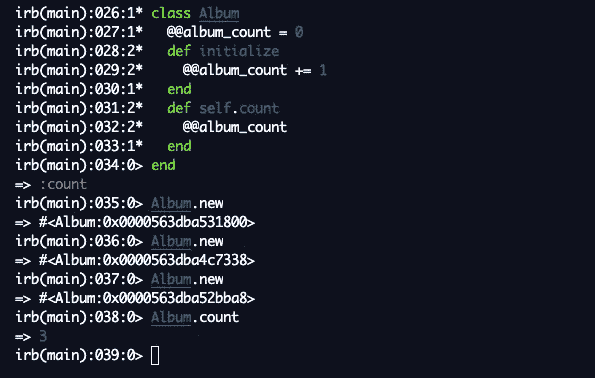 irb(main):026:1* class Album
irb(main):027:1*   @@album_count = 0
irb(main):028:2*   def initialize
irb(main):029:2*     @@album_count += 1
irb(main):030:1*   end
irb(main):031:2*   def self.count
irb(main):032:2*     @@album_count
irb(main):033:1*   end
irb(main):034:0> end
=> :count
irb(main):035:0> Album.new
=> #<Album:0x0000563dba531800>
irb(main):036:0> Album.new
=> #<Album:0x0000563dba4c7338>
irb(main):037:0> Album.new
=> #<Album:0x0000563dba52bba8>
irb(main):038:0> Album.count
=> 3
irb(main):039:0>